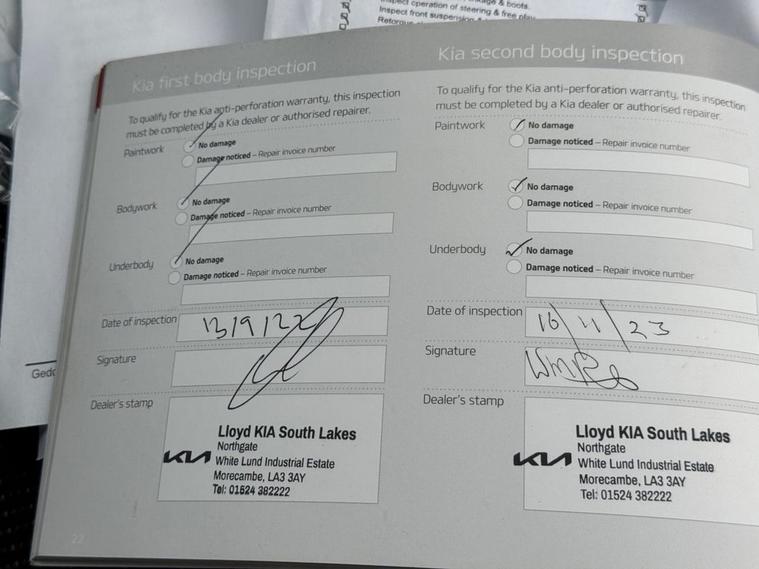 Inspect operation of steering & free play
Inspect front suspension
Kia first body inspection
To qualify for the Kia anti-perforation warranty, this inspection
must be completed by a Kia dealer or authorised repairer.
Paintwork
No damage
Damage noticed – Repair invoice number
Bodywork
No damage
Damage noticed – Repair invoice number
Underbody
No damage
Damage noticed – Repair invoice number
Date of inspection 13/9/22
Signature
Dealer's stamp
KIA
Lloyd KIA South Lakes
Northgate
White Lund Industrial Estate
Morecambe, LA3 3AY
Tel: 01524 382222
22
Kia second body inspection
To qualify for the Kia anti-perforation warranty, this inspection
must be completed by a Kia dealer or authorised repairer.
Paintwork
No damage
Damage noticed – Repair invoice number
Bodywork
No damage
Damage noticed – Repair invoice number
Underbody
No damage
Damage noticed – Repair invoice number
Date of inspection 16/11/23
Signature
Dealer's stamp
KIA
Lloyd KIA South Lakes
Northgate
White Lund Industrial Estate
Morecambe, LA3 3AY
Tel: 01524 382222